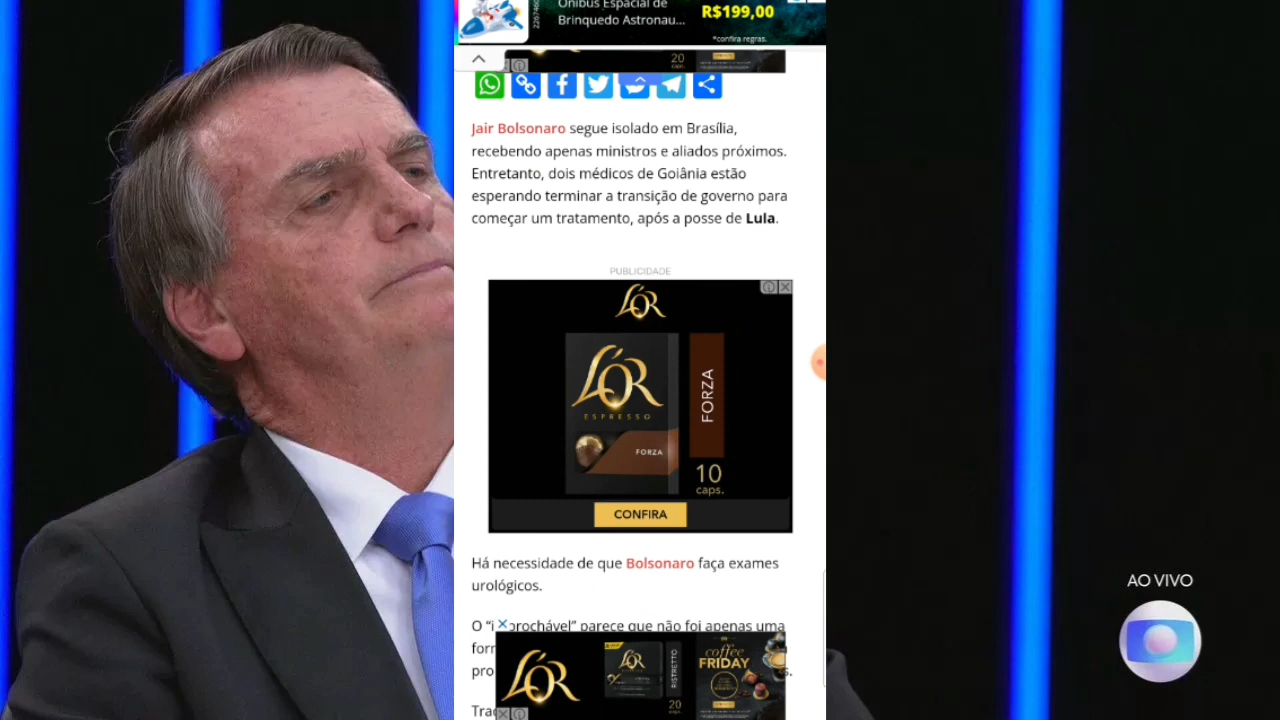 Ônibus Espacial de
Brinquedo Astronau...
R$199,00
*confira regras.
20
caps.
Jair Bolsonaro segue isolado em Brasília,
recebendo apenas ministros e aliados próximos.
Entretanto, dois médicos de Goiânia estão
esperando terminar a transição de governo para
começar um tratamento, após a posse de Lula.
PUBLICIDADE
L'OR
L'OR
ESPRESSO
FORZA
FORZA
10
caps.
CONFIRA
Há necessidade de que Bolsonaro faça exames
urológicos.
O parece que não foi apenas uma
L'OR
L'OR
RISTRETTO
20
caps.
coffee
FRIDAY
AO VIVO